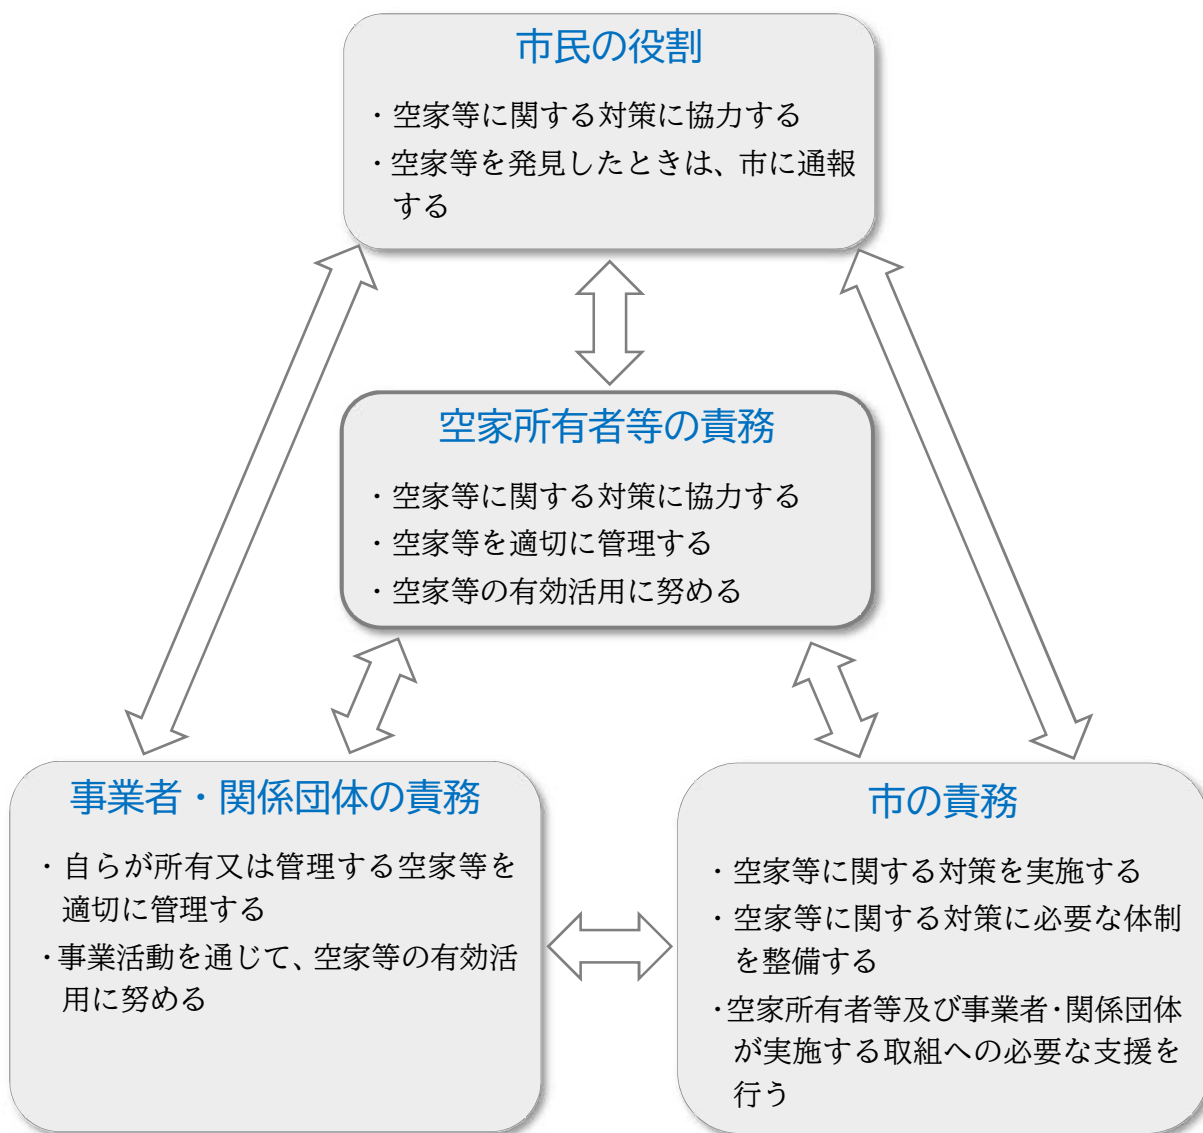 市民の役割
・空家等に関する対策に協力する
・空家等を発見したときは、市に通報
する
空家所有者等の責務
・空家等に関する対策に協力する
・空家等を適切に管理する
・空家等の有効活用に努める
事業者・関係団体の責務
・自らが所有又は管理する空家等を
適切に管理する
・事業活動を通じて、空家等の有効活
用に努める
市の責務
・空家等に関する対策を実施する
・空家等に関する対策に必要な体制
を整備する
・空家所有者等及び事業者・関係団体
が実施する取組への必要な支援を
行う